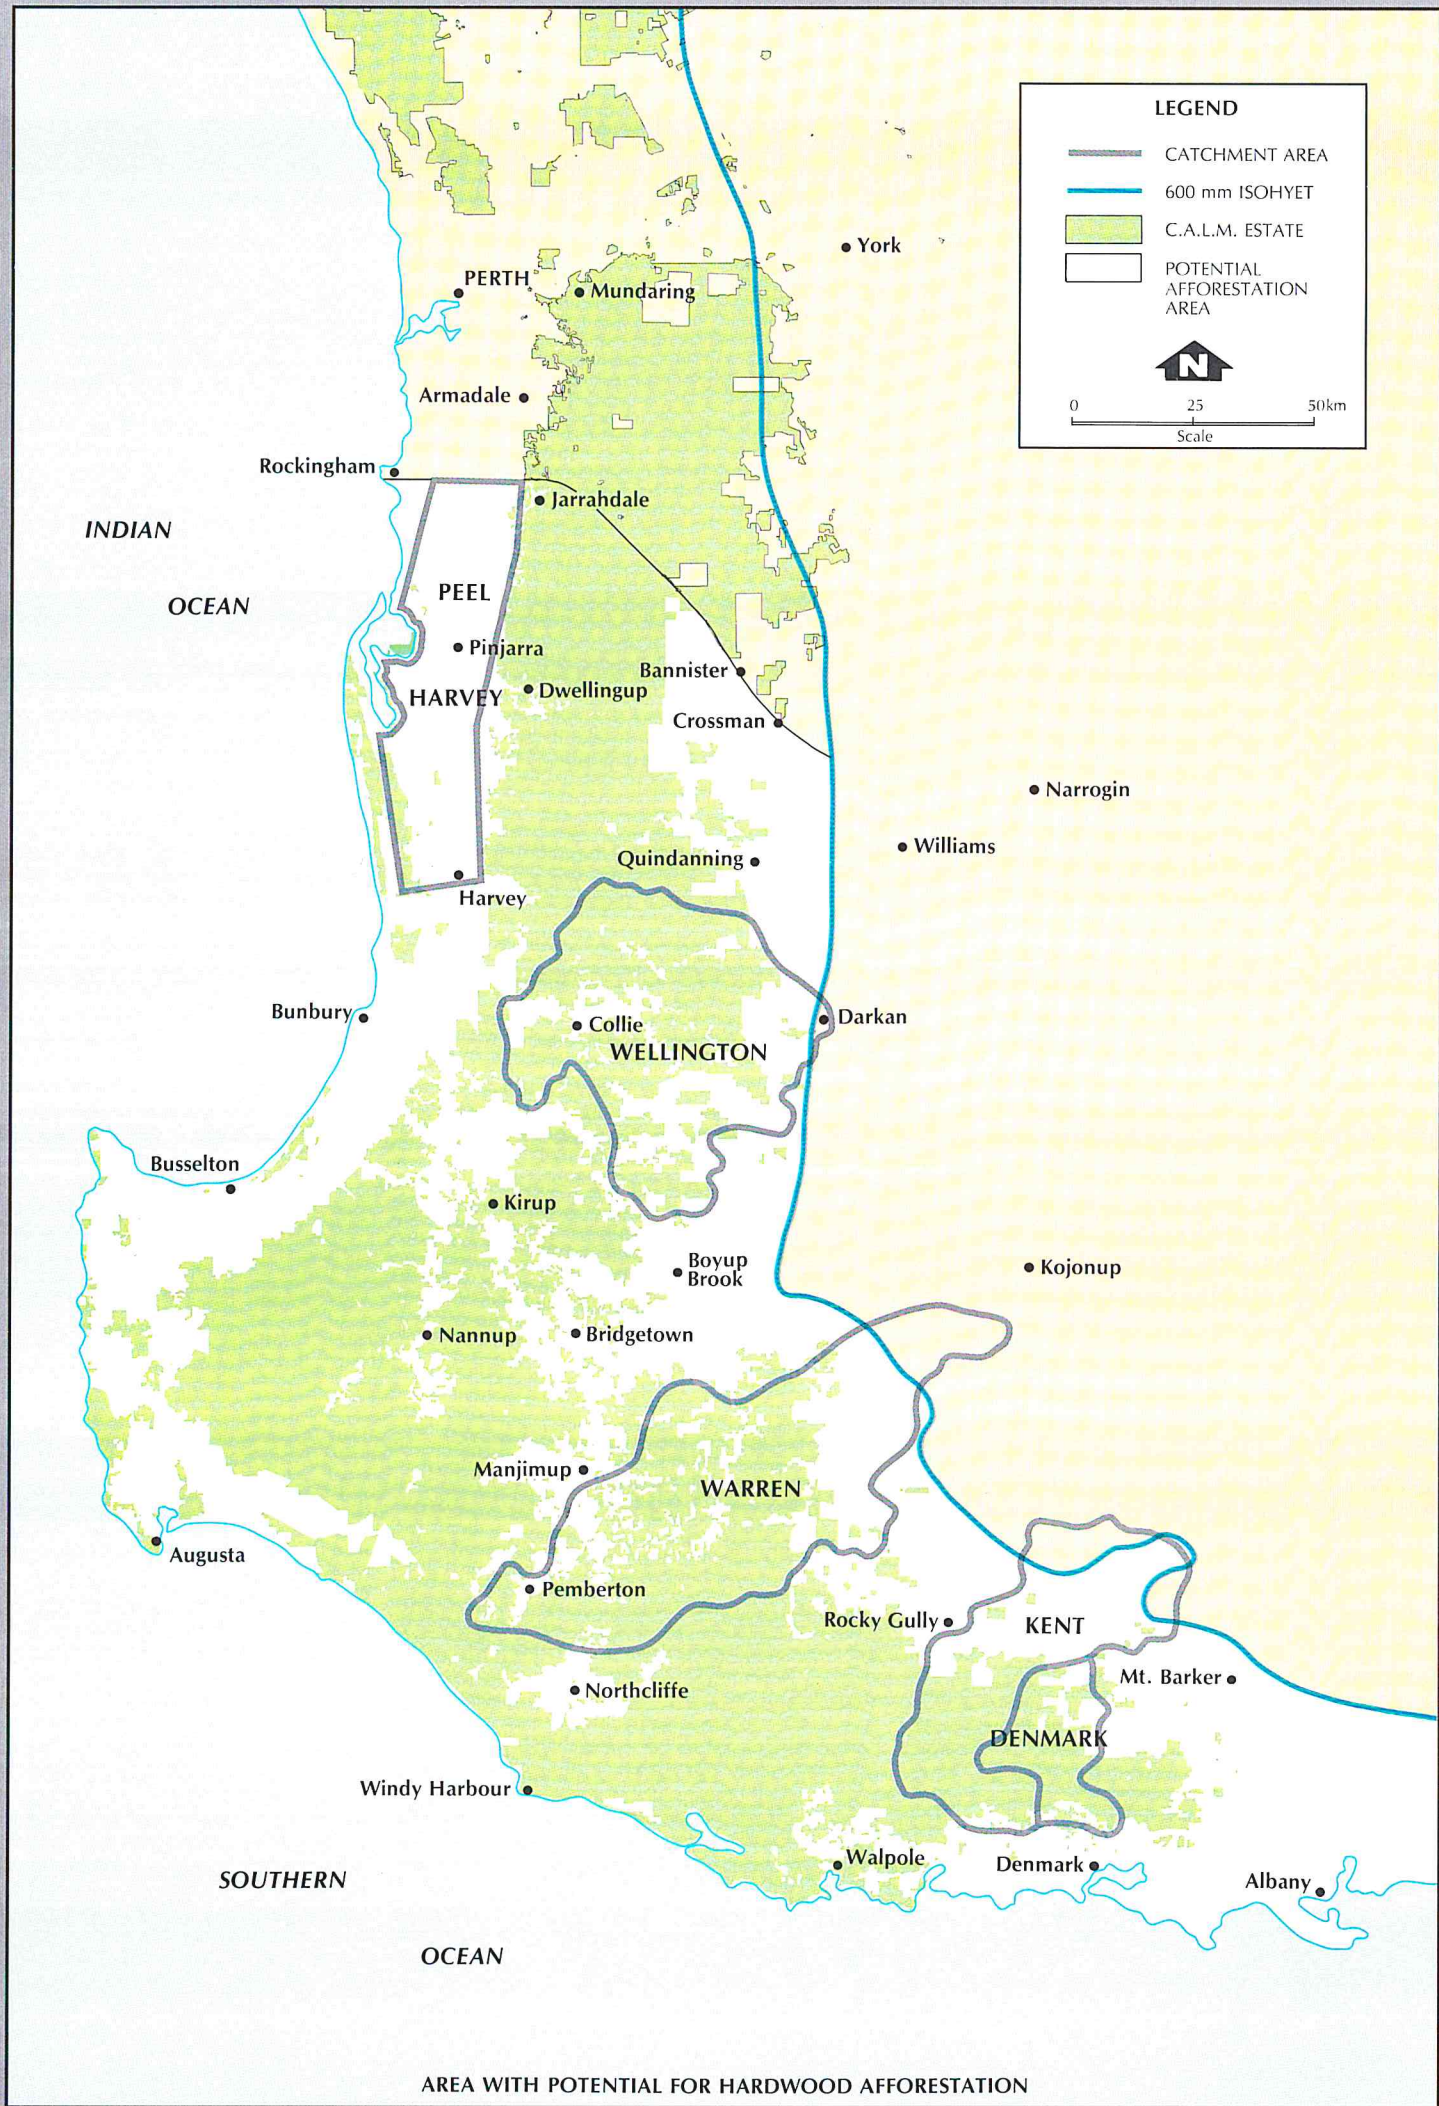 LEGEND
CATCHMENT AREA
600 mm ISOHYET
C.A.L.M. ESTATE
POTENTIAL
AFFORESTATION
AREA
N
0 25 50km
Scale
York
PERTH
Mundaring
Armadale
Rockingham
Jarrahdale
INDIAN
OCEAN
PEEL
Pinjarra
HARVEY
Dwellingup
Bannister
Crossman
Narrogin
Williams
Quindanning
Harvey
Bunbury
Collie
Darkan
WELLINGTON
Busselton
Kirup
Boyup
Brook
Kojonup
Nannup
Bridgetown
Manjimup
WARREN
Augusta
Pemberton
Rocky Gully
KENT
Northcliffe
Mt. Barker
DENMARK
Windy Harbour
Walpole
Denmark
Albany
SOUTHERN
OCEAN
AREA WITH POTENTIAL FOR HARDWOOD AFFORESTATION